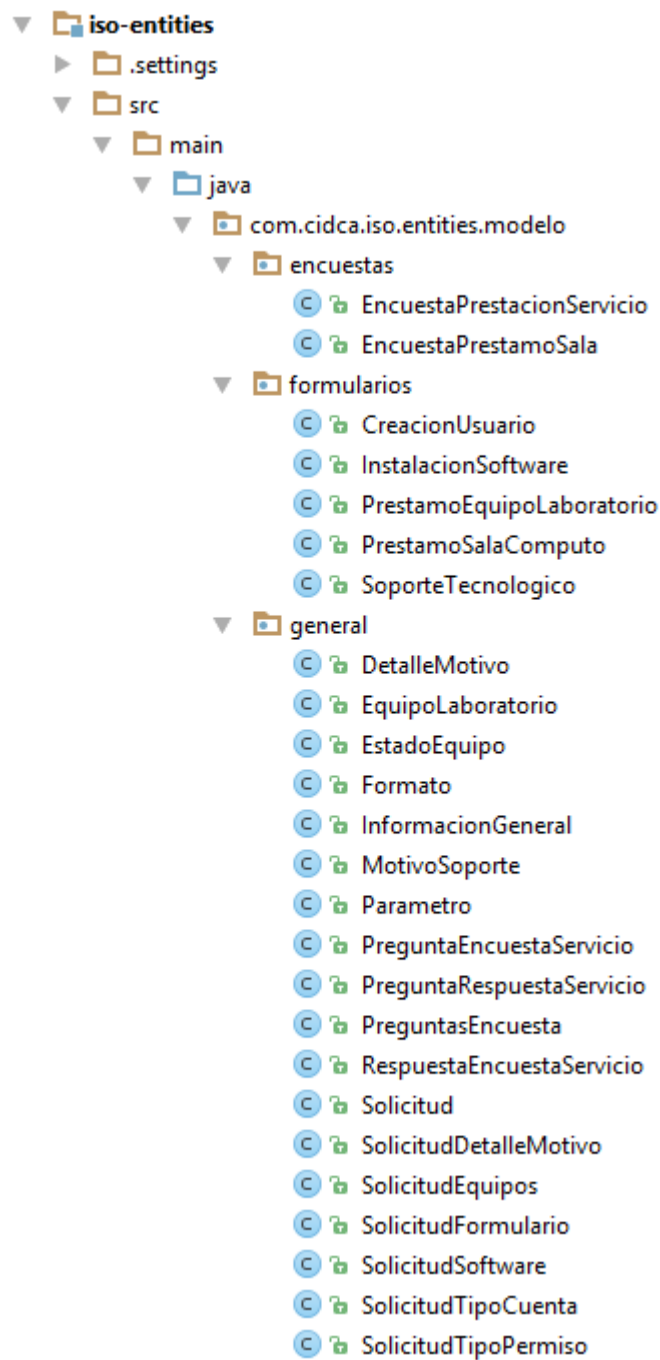 iso-entities
.settings
src
main
java
com.cidca.iso.entities.modelo
encuestas
EncuestaPrestacionServicio
EncuestaPrestamoSala
formularios
CreacionUsuario
InstalacionSoftware
PrestamoEquipoLaboratorio
PrestamoSalaComputo
SoporteTecnologico
general
DetalleMotivo
EquipoLaboratorio
EstadoEquipo
Formato
InformacionGeneral
MotivoSoporte
Parametro
PreguntaEncuestaServicio
PreguntaRespuestaServicio
PreguntasEncuesta
RespuestaEncuestaServicio
Solicitud
SolicitudDetalleMotivo
SolicitudEquipos
SolicitudFormulario
SolicitudSoftware
SolicitudTipoCuenta
SolicitudTipoPermiso